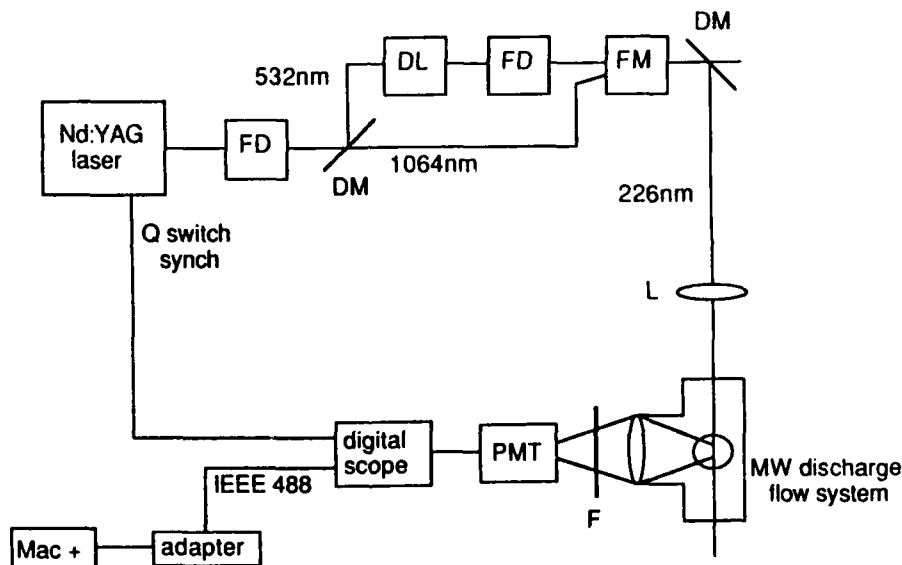 DM
532nm
DL
FD
FM
Nd:YAG
laser
FD
DM
1064nm
226nm
Q switch
synch
L
digital
scope
PMT
F
MW discharge
flow system
IEEE 488
Mac +
adapter